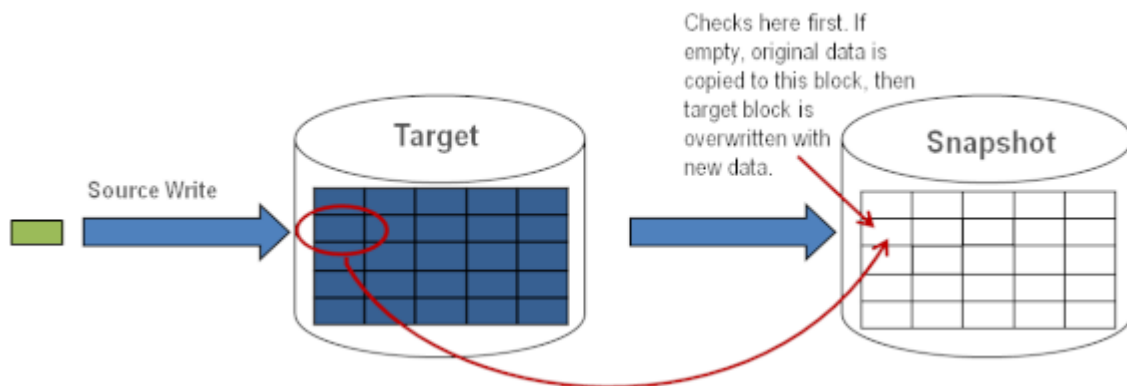 Checks here first. If
empty, original data is
copied to this block, then
target block is
overwritten with
new data.
Target
Snapshot
Source Write